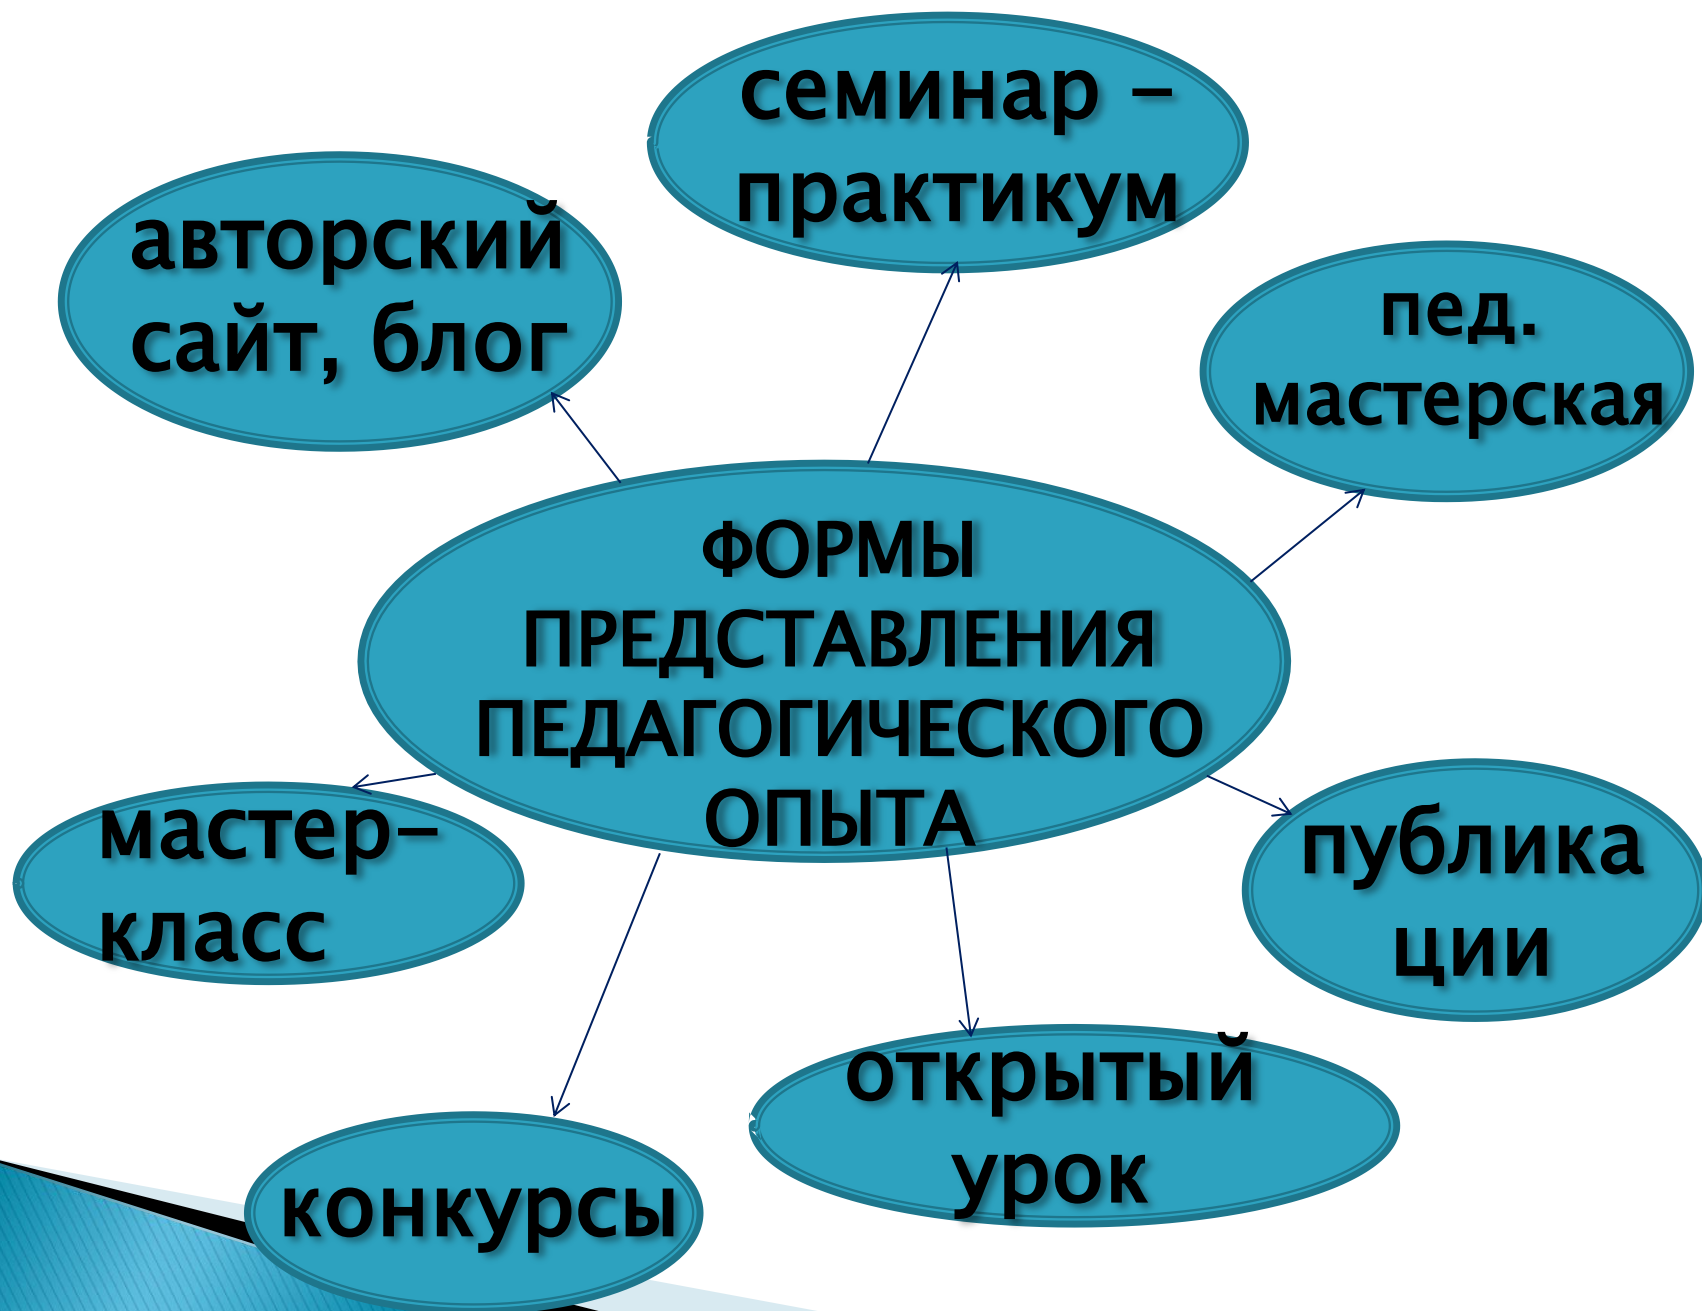 семинар –
практикум
авторский
сайт, блог
пед.
мастерская
ФОРМЫ
ПРЕДСТАВЛЕНИЯ
ПЕДАГОГИЧЕСКОГО
ОПЫТА
мастер–
класс
публика
ции
открытый
урок
конкурсы